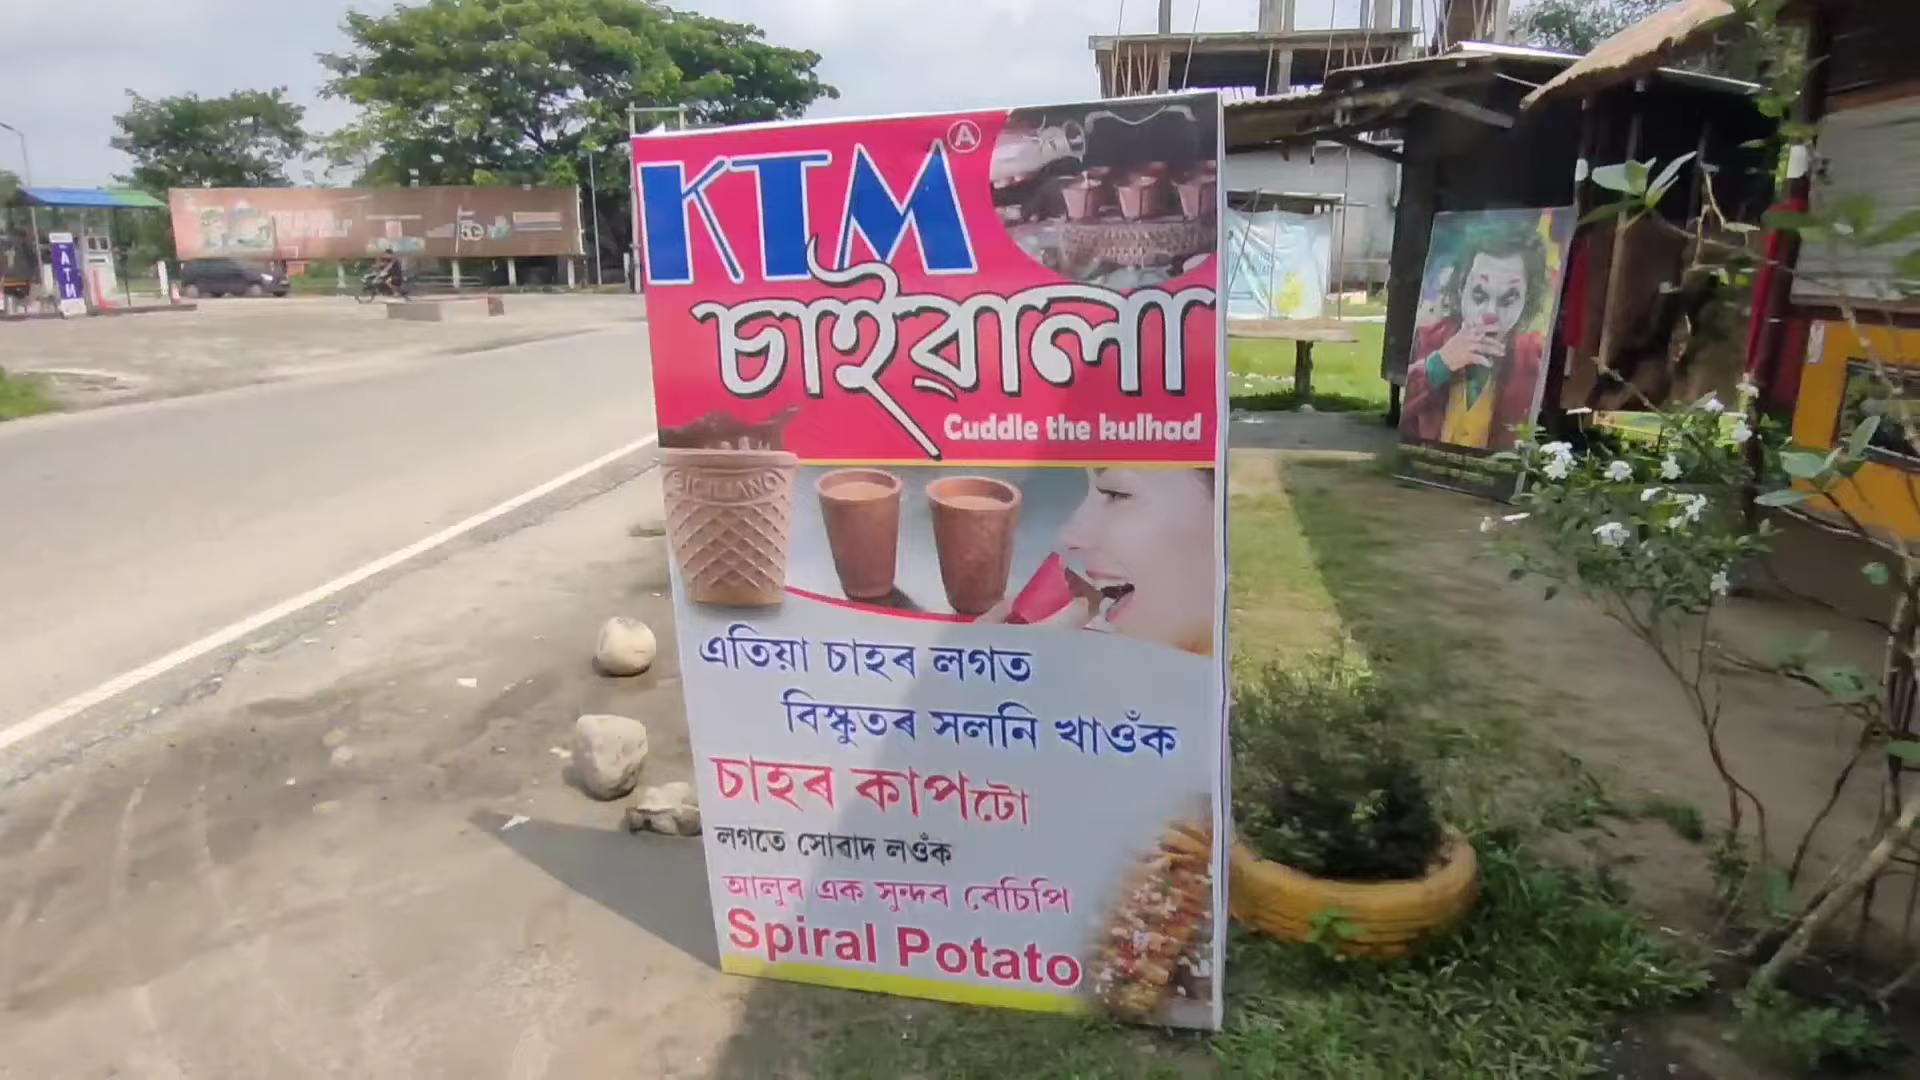 KTM
Ⓐ
চাইৱালা
Cuddle the kulhad
SICILIANO
এতিয়া চাহৰ লগত
বিস্কুতৰ সলনি খাওঁক
চাহৰ কাপটো
লগতে সোৱাদ লওঁক
আলুৰ এক সুন্দৰ ৰেচিপি
Spiral Potato
ATM